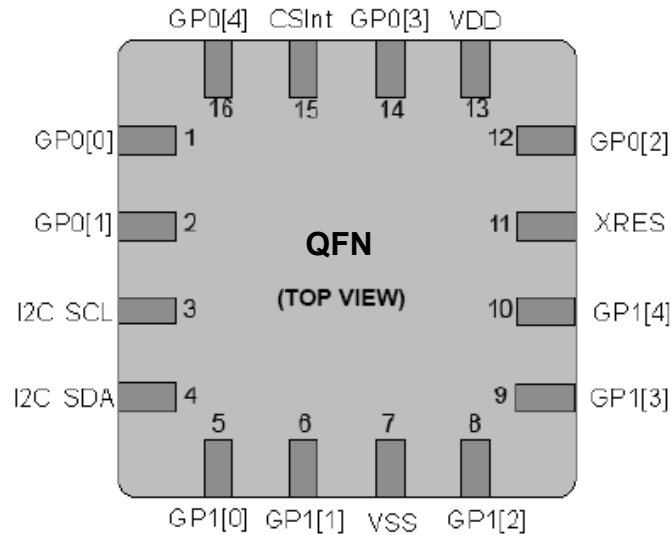 GP0[4] CSInt GP0[3] VDD
16 15 14 13
GP0[0] 1 12 GP0[2]
GP0[1] 2 11 XRES
QFN
(TOP VIEW)
I2C SCL 3 10 GP1[4]
I2C SDA 4 9 GP1[3]
5 6 7 8
GP1[0] GP1[1] VSS GP1[2]